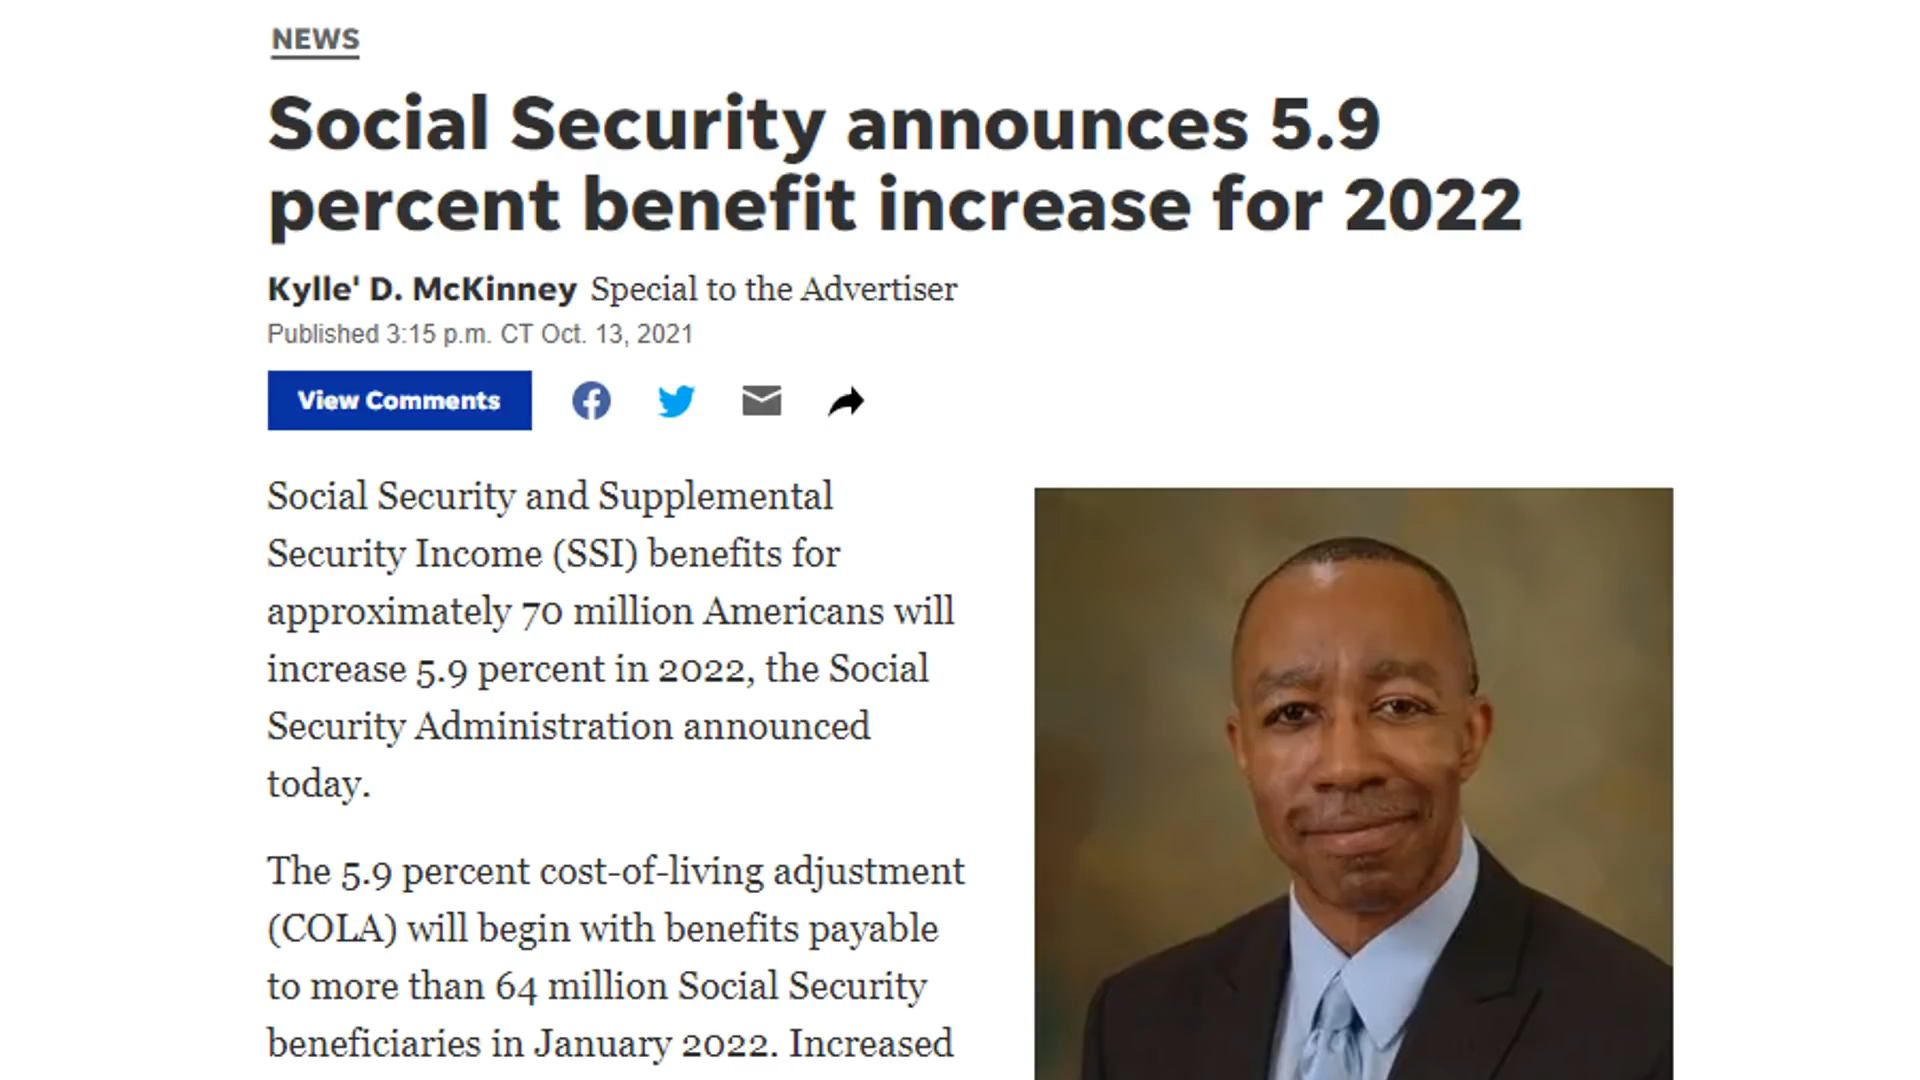 NEWS
Social Security announces 5.9
percent benefit increase for 2022
Kylle' D. McKinney Special to the Advertiser
Published 3:15 p.m. CT Oct. 13, 2021
View Comments
Social Security and Supplemental
Security Income (SSI) benefits for
approximately 70 million Americans will
increase 5.9 percent in 2022, the Social
Security Administration announced
today.
The 5.9 percent cost-of-living adjustment
(COLA) will begin with benefits payable
to more than 64 million Social Security
beneficiaries in January 2022. Increased